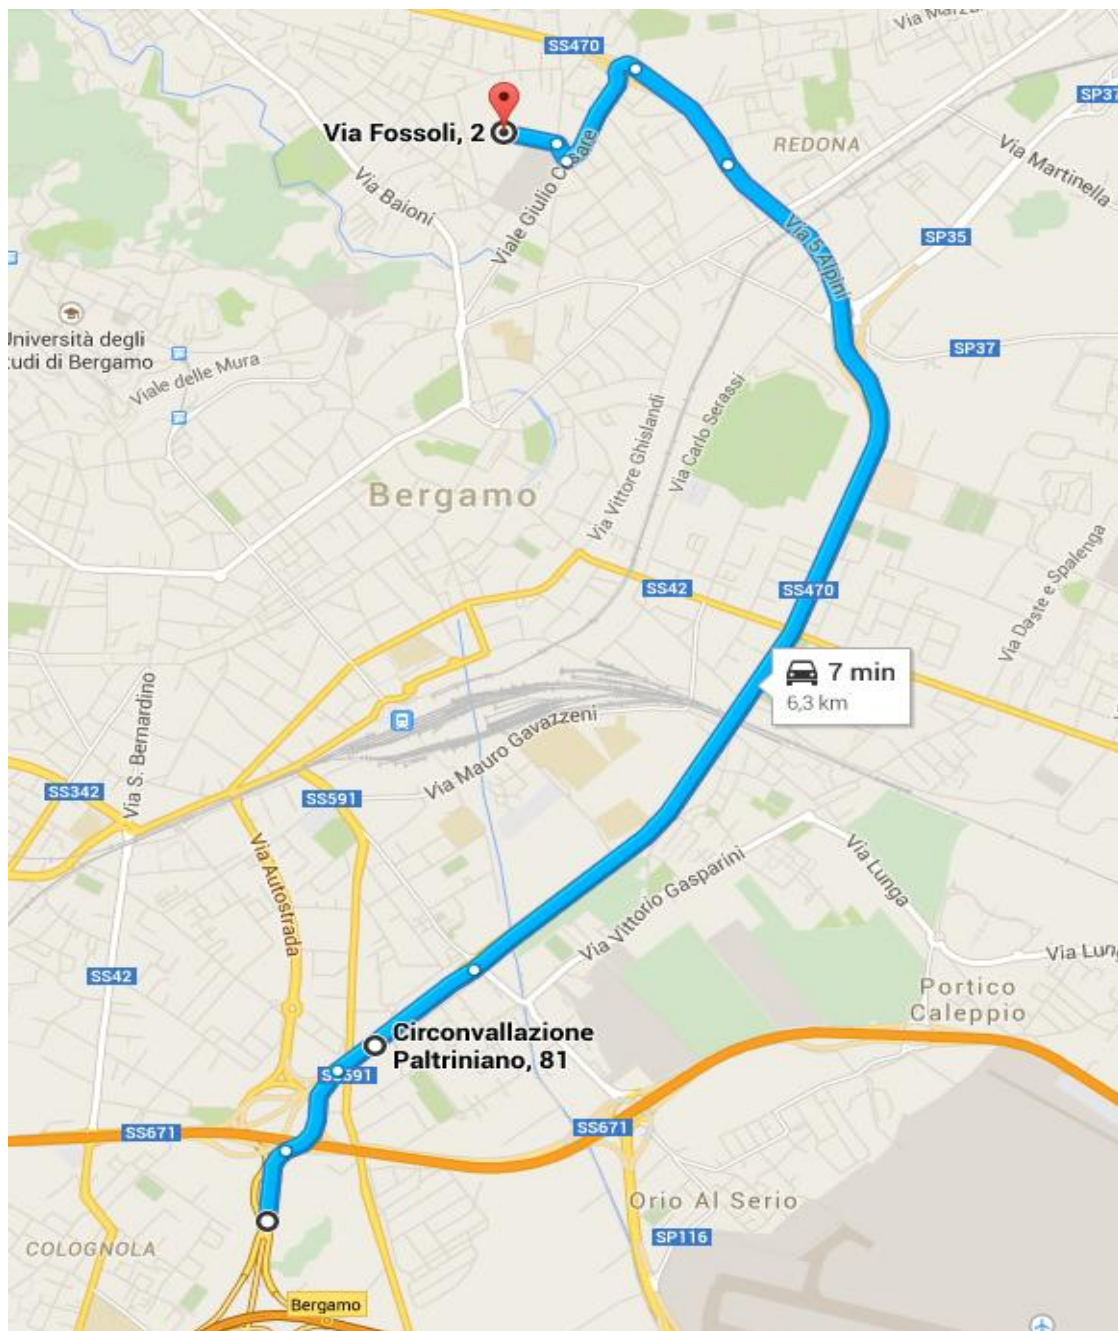 Via Marz
SS470
SP37
Via Fossoli, 2
REDONA
Via Martinella
Via Baioni
Viale Giulio Cesare
SP35
Via 5 Alpini
Università degli
tudi di Bergamo
Viale delle Mura
SP37
Via Carlo Serassi
Via Vittore Ghislandi
Bergamo
SS42
SS470
Via Daste e Spalenga
7 min
6,3 km
Via S. Bernardino
Via Mauro Gavazzeni
SS342
SS591
Via Autostrada
Via Vittorio Gasparini
Via Lunga
SS42
Via Lung
Portico
Caleppio
Circonvallazione
Paltriniano, 81
SS591
SS671
SS671
Orio Al Serio
SP116
COLOGNOLA
Bergamo